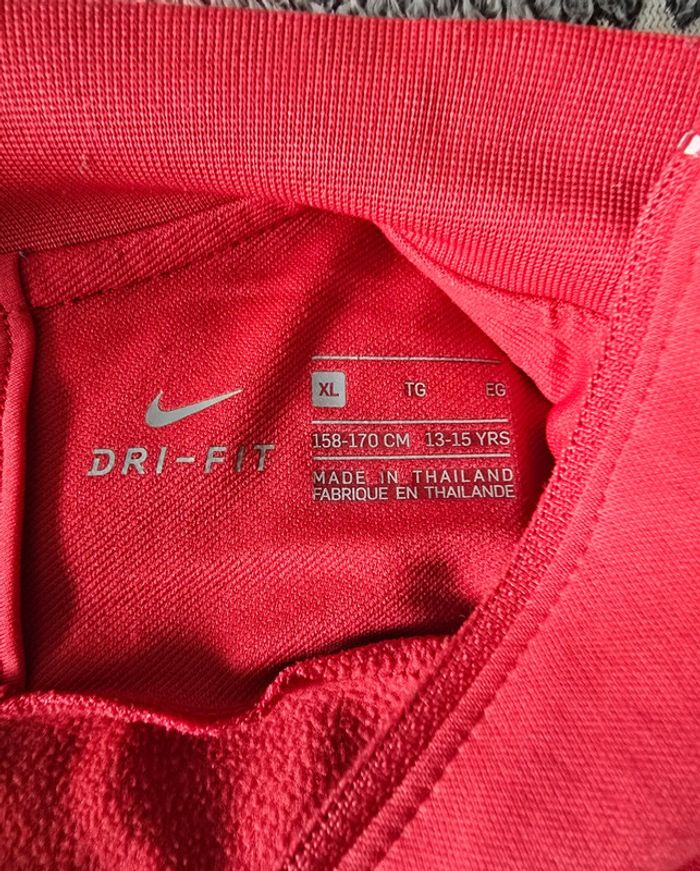 DRI-FIT
XL TG EG
158-170 CM 13-15 YRS
MADE IN THAILAND
FABRIQUE EN THAILANDE